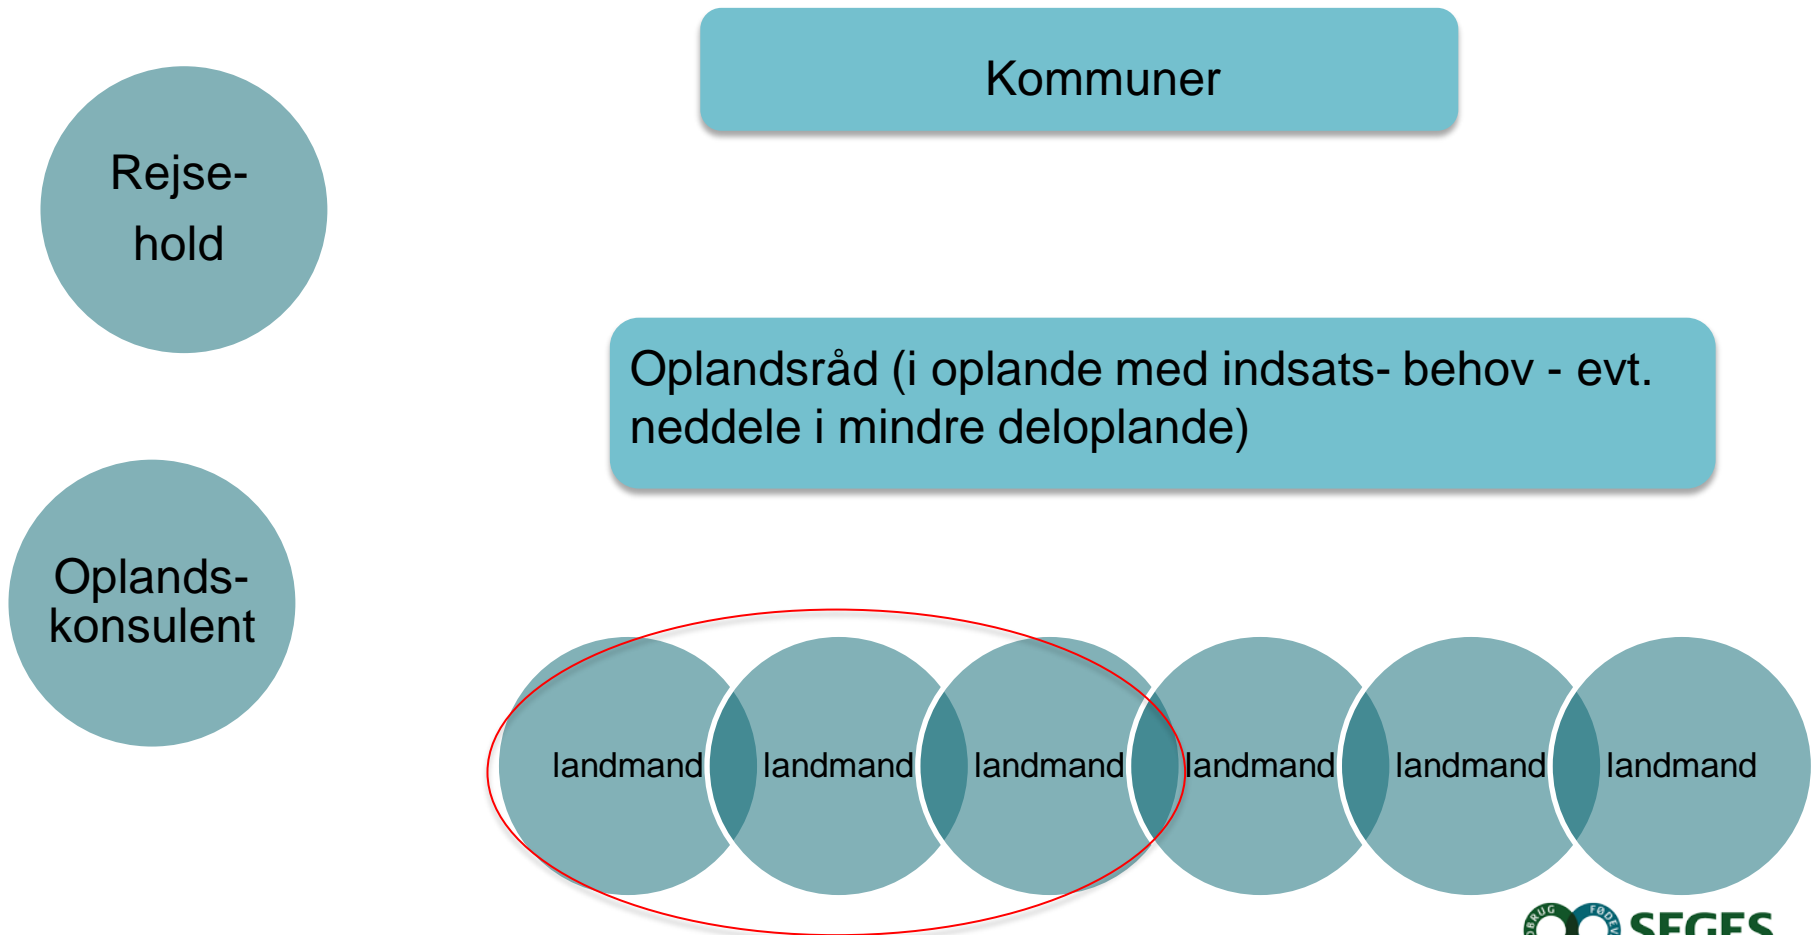 Kommuner
Rejse-
hold
Oplandsråd (i oplande med indsats- behov - evt.
neddele i mindre deloplande)
Oplands-
konsulent
landmand landmand landmand landmand landmand landmand
SEGES